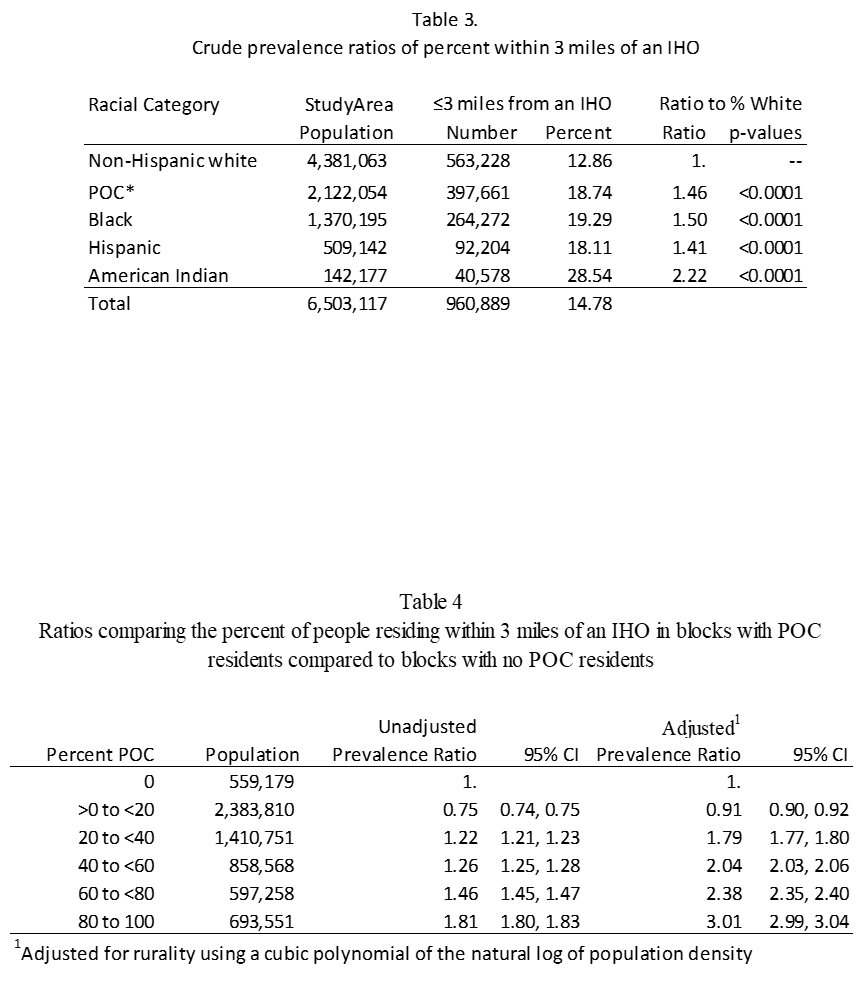 Table 3.
Crude prevalence ratios of percent within 3 miles of an IHO
Racial Category StudyArea ≤3 miles from an IHO Ratio to % White
Population Number Percent Ratio p-values
Non-Hispanic white 4,381,063 563,228 12.86 1. --
POC* 2,122,054 397,661 18.74 1.46 <0.0001
Black 1,370,195 264,272 19.29 1.50 <0.0001
Hispanic 509,142 92,204 18.11 1.41 <0.0001
American Indian 142,177 40,578 28.54 2.22 <0.0001
Total 6,503,117 960,889 14.78
Table 4
Ratios comparing the percent of people residing within 3 miles of an IHO in blocks with POC
residents compared to blocks with no POC residents
Unadjusted Adjusted1
Percent POC Population Prevalence Ratio 95% CI Prevalence Ratio 95% CI
0 559,179 1. 1.
>0 to <20 2,383,810 0.75 0.74, 0.75 0.91 0.90, 0.92
20 to <40 1,410,751 1.22 1.21, 1.23 1.79 1.77, 1.80
40 to <60 858,568 1.26 1.25, 1.28 2.04 2.03, 2.06
60 to <80 597,258 1.46 1.45, 1.47 2.38 2.35, 2.40
80 to 100 693,551 1.81 1.80, 1.83 3.01 2.99, 3.04
1Adjusted for rurality using a cubic polynomial of the natural log of population density